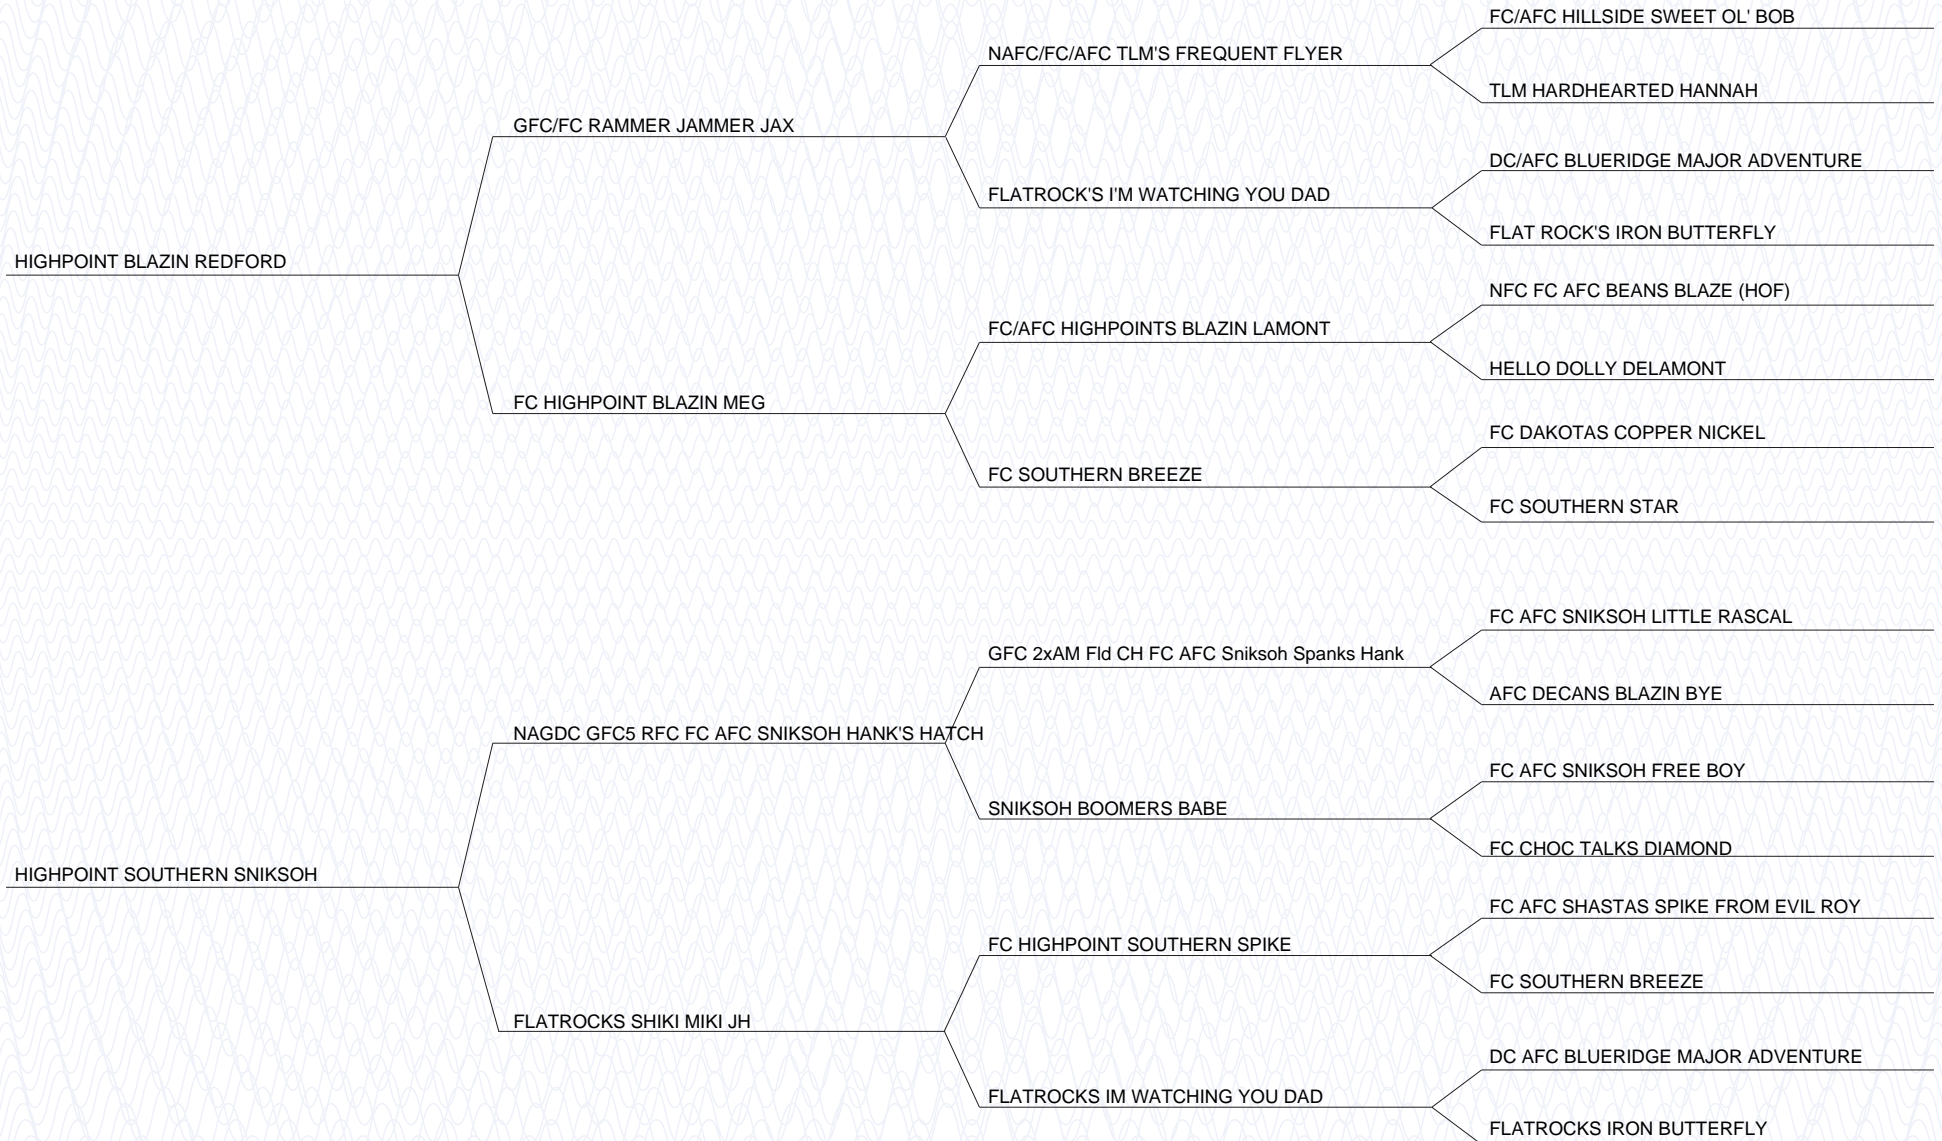 FC/AFC HILLSIDE SWEET OL' BOB
NAFC/FC/AFC TLM'S FREQUENT FLYER
TLM HARDHEARTED HANNAH
GFC/FC RAMMER JAMMER JAX
DC/AFC BLUERIDGE MAJOR ADVENTURE
FLATROCK'S I'M WATCHING YOU DAD
FLAT ROCK'S IRON BUTTERFLY
HIGHPOINT BLAZIN REDFORD
NFC FC AFC BEANS BLAZE (HOF)
FC/AFC HIGHPOINTS BLAZIN LAMONT
HELLO DOLLY DELAMONT
FC HIGHPOINT BLAZIN MEG
FC DAKOTAS COPPER NICKEL
FC SOUTHERN BREEZE
FC SOUTHERN STAR
FC AFC SNIKSOH LITTLE RASCAL
GFC 2xAM Fld CH FC AFC Sniksoh Spanks Hank
AFC DECANS BLAZIN BYE
NAGDC GFC5 RFC FC AFC SNIKSOH HANK'S HATCH
FC AFC SNIKSOH FREE BOY
SNIKSOH BOOMERS BABE
FC CHOC TALKS DIAMOND
HIGHPOINT SOUTHERN SNIKSOH
FC AFC SHASTAS SPIKE FROM EVIL ROY
FC HIGHPOINT SOUTHERN SPIKE
FC SOUTHERN BREEZE
FLATROCKS SHIKI MIKI JH
DC AFC BLUERIDGE MAJOR ADVENTURE
FLATROCKS IM WATCHING YOU DAD
FLATROCKS IRON BUTTERFLY